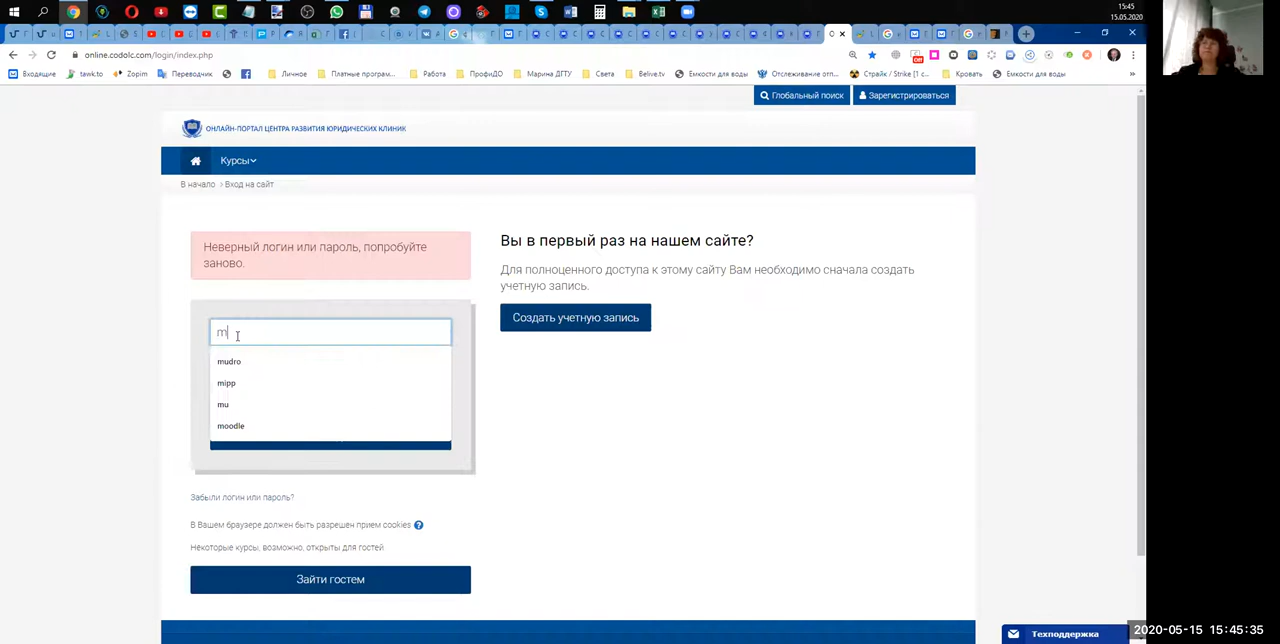 15:45
15.05.2020
online.codolc.com/login/index.php
Входящие
tawk.to
Zopim
Переводчик
Личное
Платные програм...
Работа
ПрофиДО
Марина ДГТУ
Света
Belive.tv
Емкости для воды
Отслеживание отп...
Страйк / Strike [1 с...
Кровать
Емкости для воды
Off
Глобальный поиск
Зарегистрироваться
ОНЛАЙН-ПОРТАЛ ЦЕНТРА РАЗВИТИЯ ЮРИДИЧЕСКИХ КЛИНИК
Курсы
В начало > Вход на сайт
Неверный логин или пароль, попробуйте
заново.
m
mudro
mipp
mu
moodle
Забыли логин или пароль?
В Вашем браузере должен быть разрешен прием cookies
Некоторые курсы, возможно, открыты для гостей
Зайти гостем
Вы в первый раз на нашем сайте?
Для полноценного доступа к этому сайту Вам необходимо сначала создать
учетную запись.
Создать учетную запись
Техподдержка
2020-05-15 15:45:35